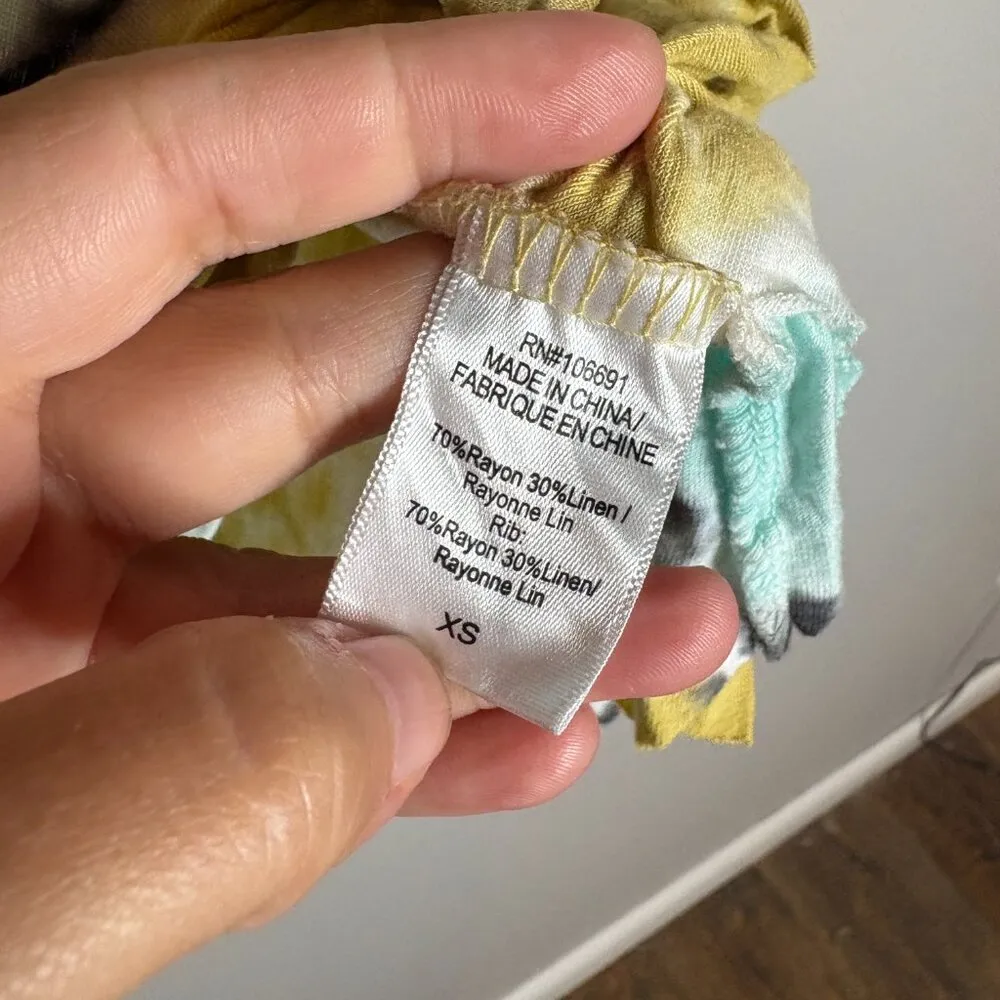 RN#106691
MADE IN CHINA/
FABRIQUE EN CHINE
70%Rayon 30%Linen /
Rayonne Lin
Rib:
70%Rayon 30%Linen/
Rayonne Lin
XS